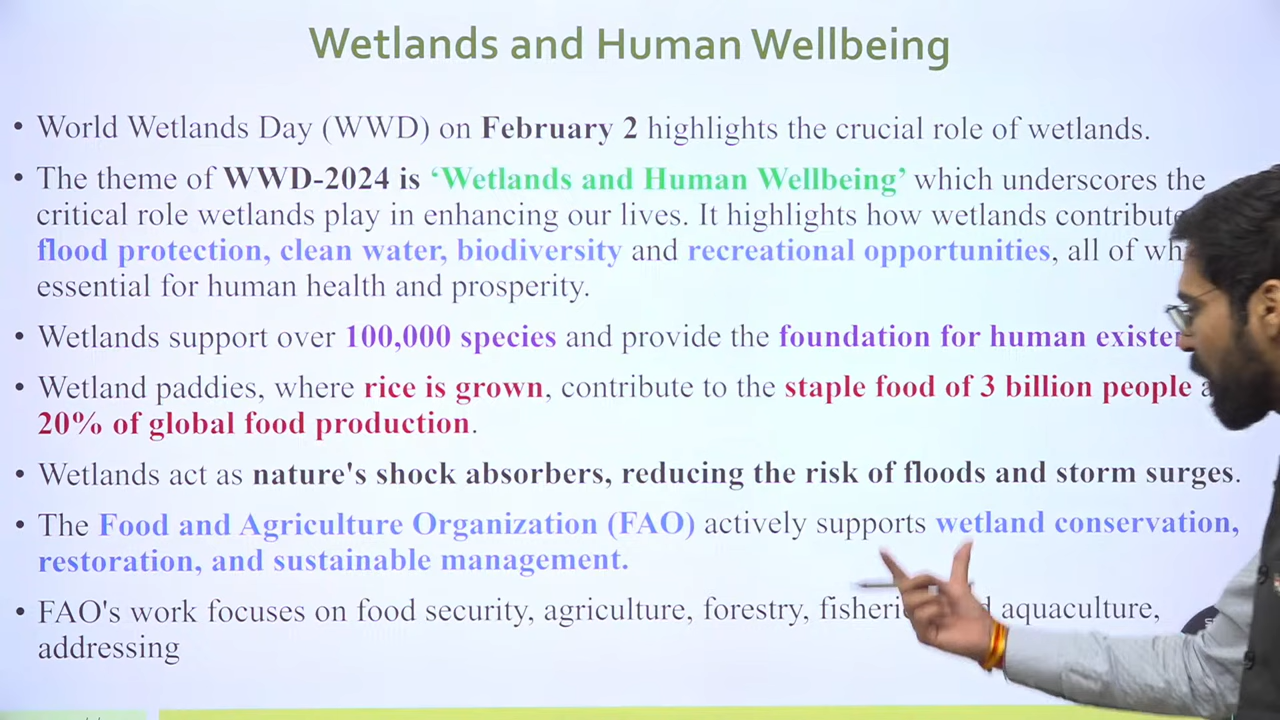 Wetlands and Human Wellbeing
• World Wetlands Day (WWD) on February 2 highlights the crucial role of wetlands.
• The theme of WWD-2024 is ‘Wetlands and Human Wellbeing’ which underscores the
critical role wetlands play in enhancing our lives. It highlights how wetlands contribute
flood protection, clean water, biodiversity and recreational opportunities, all of
essential for human health and prosperity.
• Wetlands support over 100,000 species and provide the foundation for human
• Wetland paddies, where rice is grown, contribute to the staple food of 3 billion people
20% of global food production.
• Wetlands act as nature's shock absorbers, reducing the risk of floods and storm surges.
• The Food and Agriculture Organization (FAO) actively supports wetland conservation,
restoration, and sustainable management.
• FAO's work focuses on food security, agriculture, forestry, aquaculture,
addressing